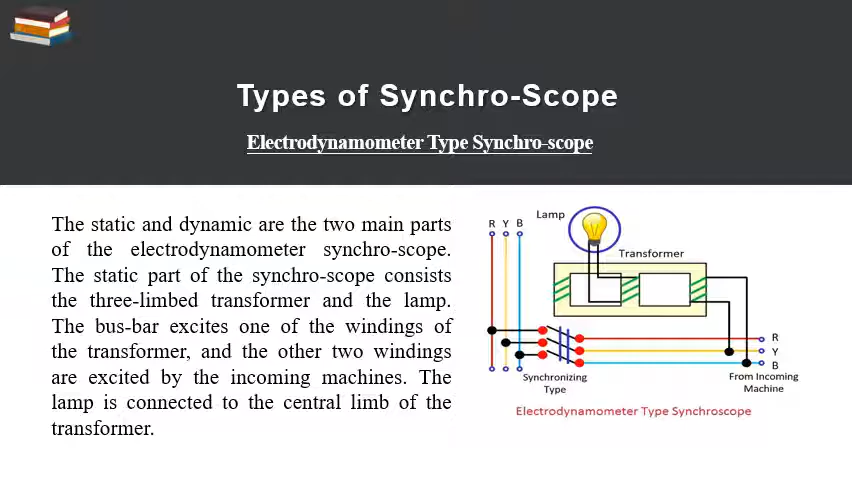 Types of Synchro-Scope
Electrodynamometer Type Synchro-scope
The static and dynamic are the two main parts
of the electrodynamometer synchro-scope.
The static part of the synchro-scope consists
the three-limbed transformer and the lamp.
The bus-bar excites one of the windings of
the transformer, and the other two windings
are excited by the incoming machines. The
lamp is connected to the central limb of the
transformer.
Lamp
R Y B
Transformer
R
Y
B
Synchronizing
Type
From Incoming
Machine
Electrodynamometer Type Synchroscope